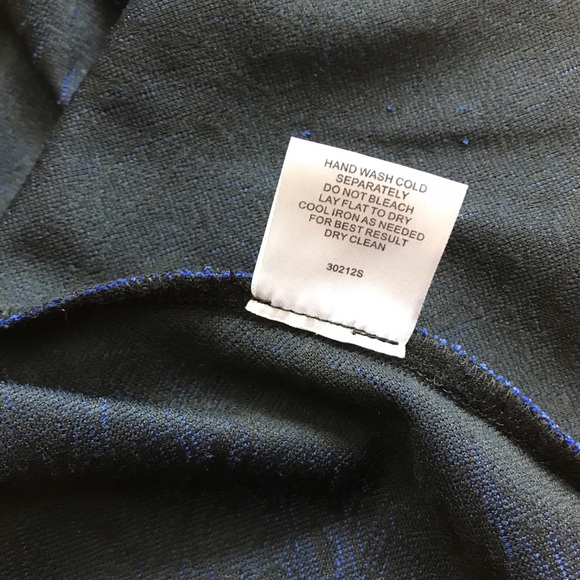 HAND WASH COLD
SEPARATELY
DO NOT BLEACH
LAY FLAT TO DRY
COOL IRON AS NEEDED
FOR BEST RESULT
DRY CLEAN
30212S